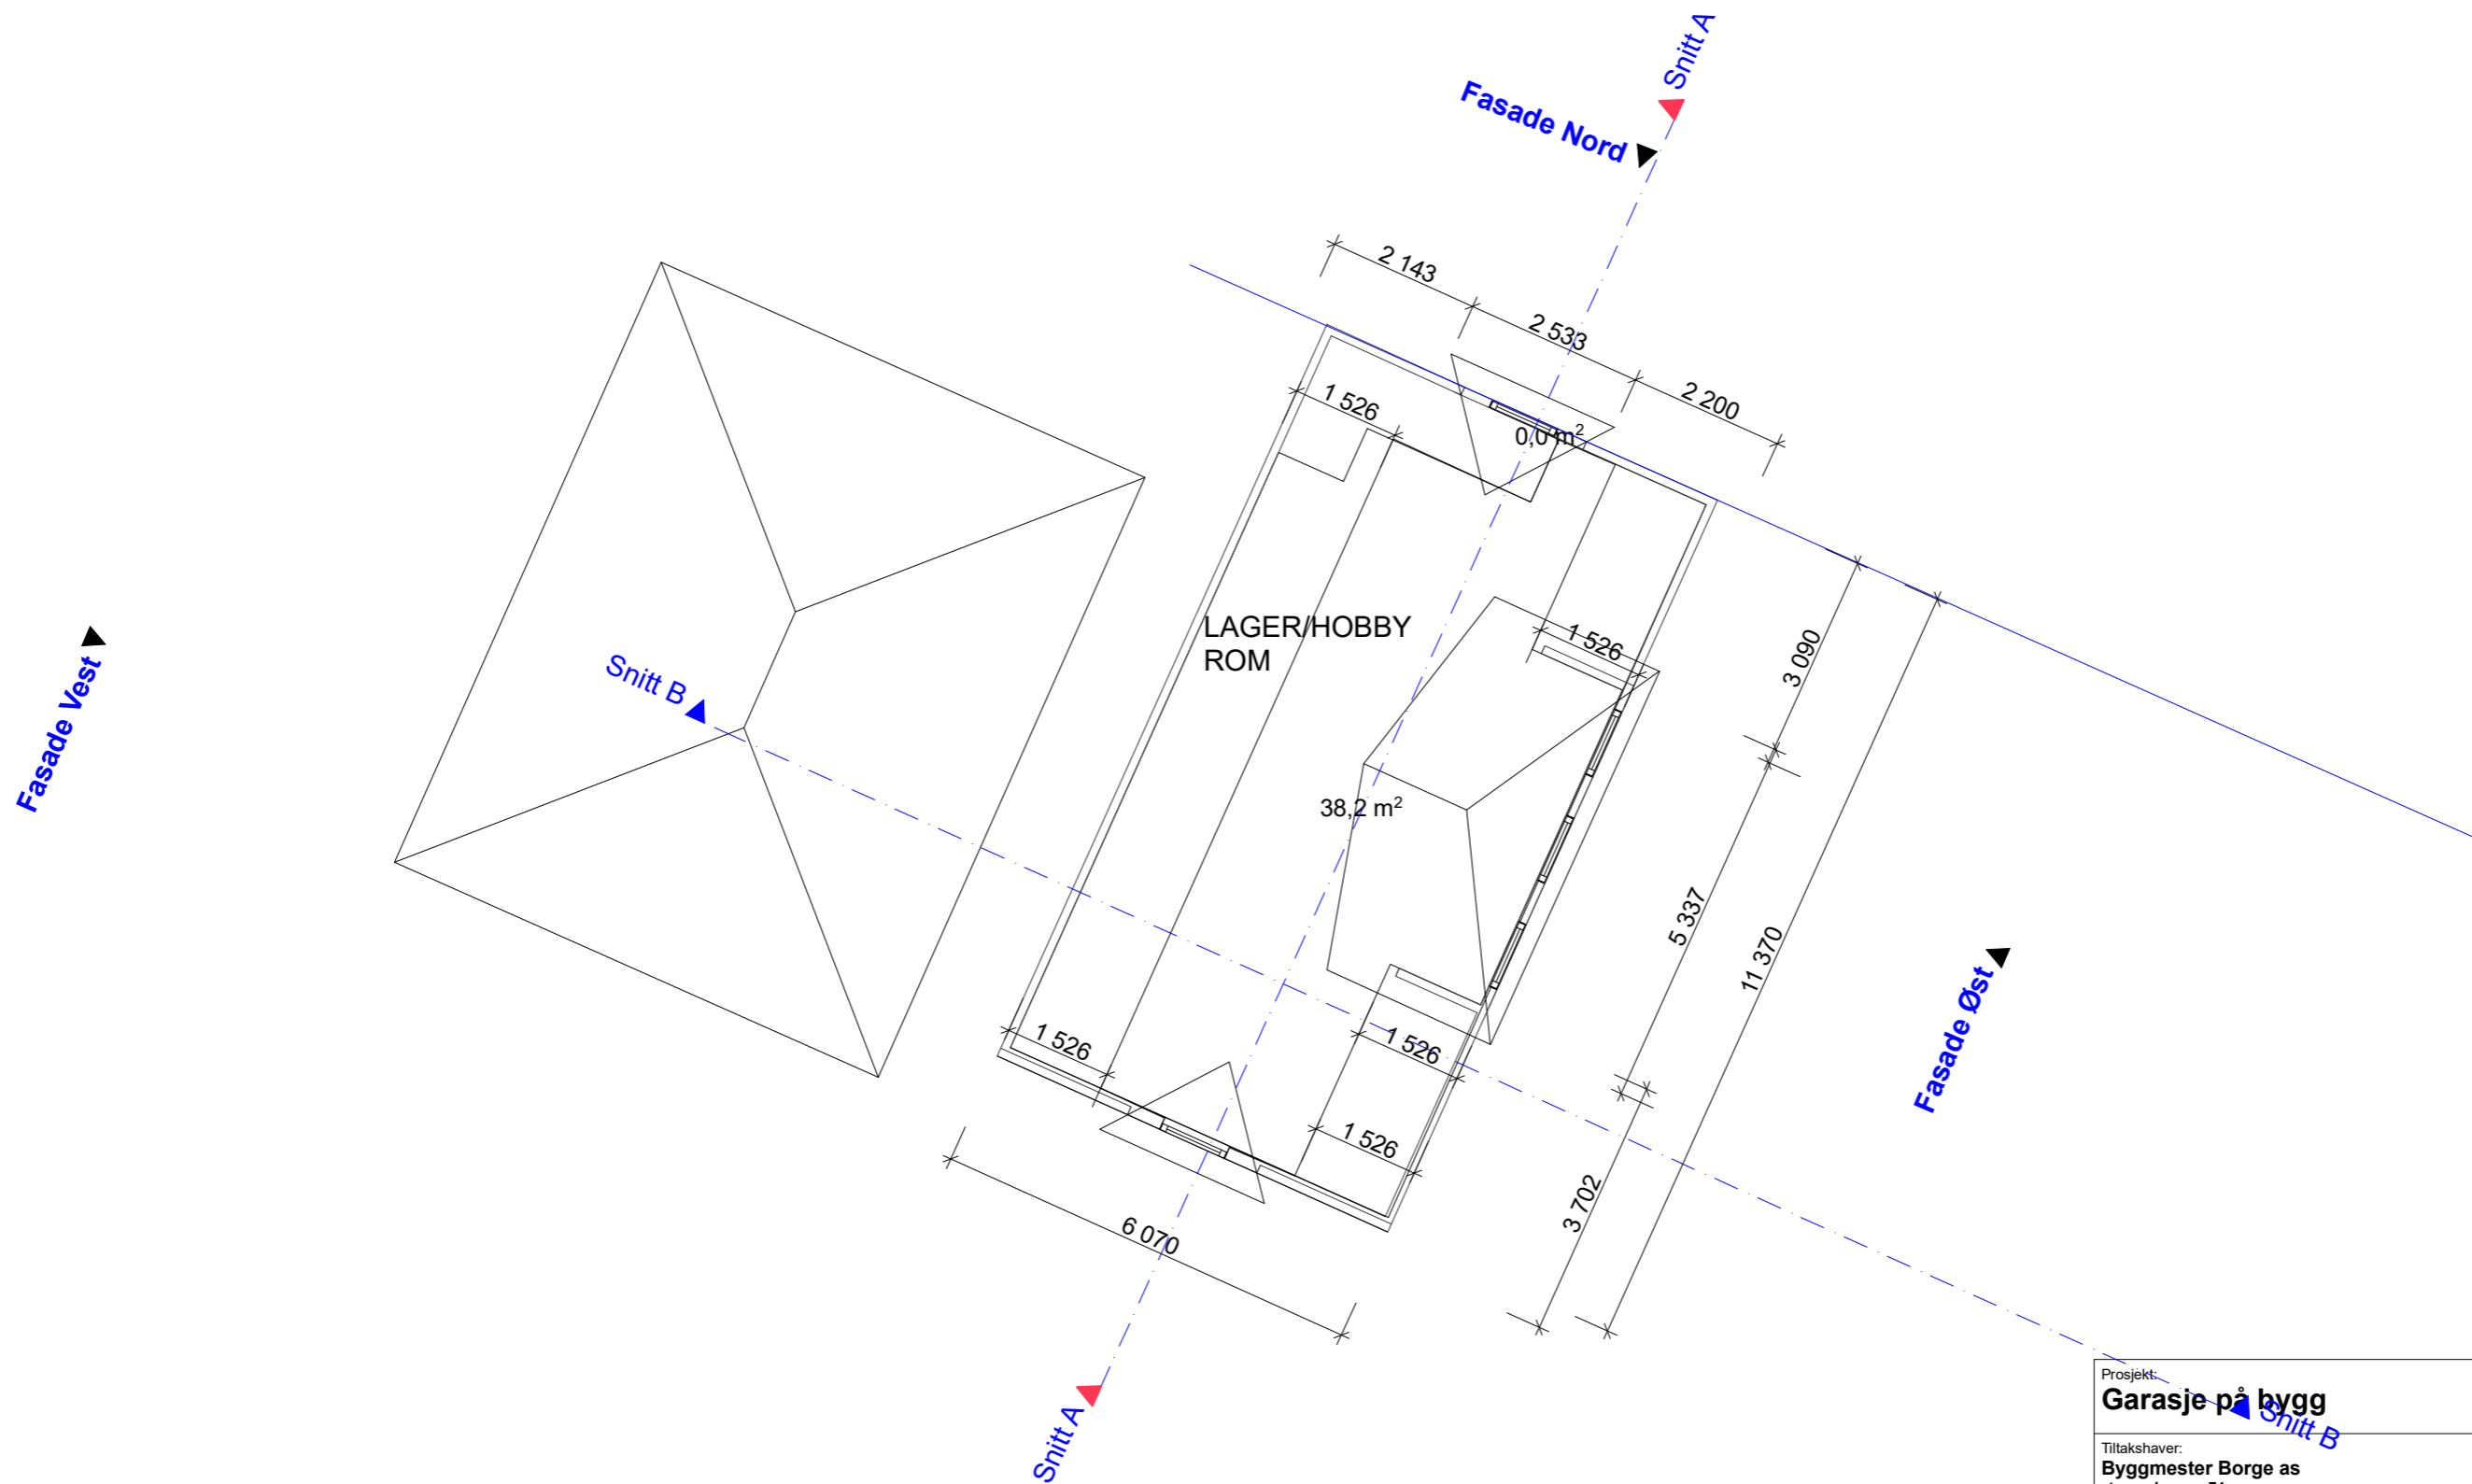 Snitt A
Fasade Nord
2 143
2 533
2 200
1 526
0,0 m²
LAGER/HOBBY
ROM
1 526
3 090
Fasade Vest
Snitt B
38,2 m²
5 337
11 370
Fasade Øst
1 526
1 526
1 526
3 702
6 070
Snitt A
Prosjekt:
Garasje på bygg
Snitt B
Tiltakshaver:
Byggmester Borge as